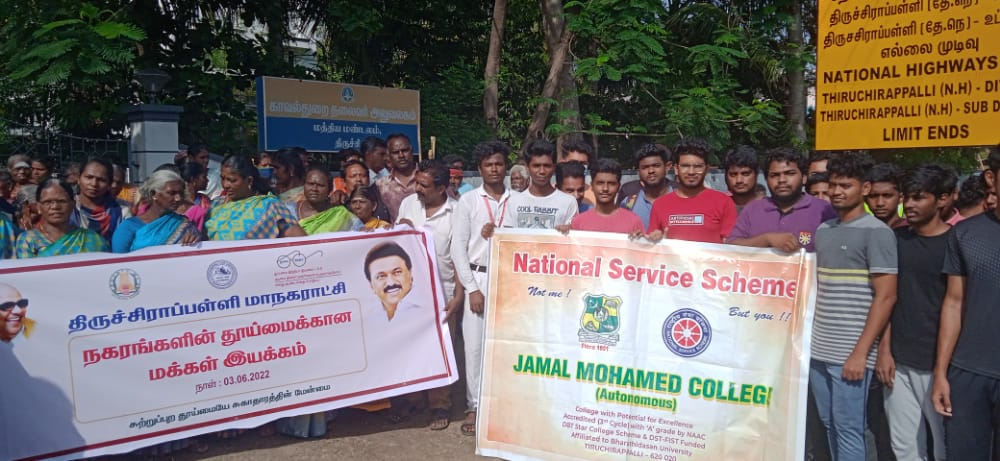 காவல்துறை தலைவர் அலுவலகம்
மத்திய மண்டலம்,
திருச்சி
திருச்சிராப்பள்ளி (தே.நெ)
திருச்சிராப்பள்ளி (தே.நெ) - உ
எல்லை முடிவு
NATIONAL HIGHWAYS
THIRUCHIRAPPALLI (N.H) - DI
THIRUCHIRAPPALLI (N.H) - SUB D
LIMIT ENDS
திருச்சிராப்பள்ளி மாநகராட்சி
நகரங்களின் தூய்மைக்கான
மக்கள் இயக்கம்
நாள் : 03.06.2022
சுற்றுப்புற தூய்மையே சுகாதாரத்தின் மேன்மை
National Service Scheme
Not me !
But you !!
Fiero 1951
JAMAL MOHAMED COLLEGE
(Autonomous)
College with Potential for Excellence
Accredited (3rd Cycle) with 'A' grade by NAAC
DBT Star College Scheme & DST-FIST Funded
Affiliated to Bharathidasan University
TIRUCHIRAPPALLI - 620 020